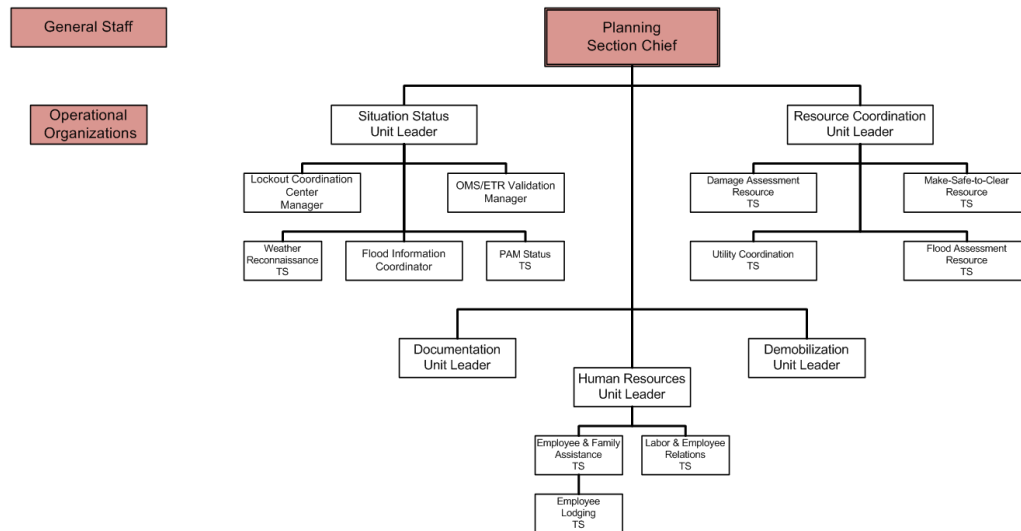 General Staff
Planning
Section Chief
Operational
Organizations
Situation Status
Unit Leader
Resource Coordination
Unit Leader
Lockout Coordination
Center
Manager
OMS/ETR Validation
Manager
Damage Assessment
Resource
TS
Make-Safe-to-Clear
Resource
TS
Weather
Reconnaissance
TS
Flood Information
Coordinator
PAM Status
TS
Utility Coordination
TS
Flood Assessment
Resource
TS
Documentation
Unit Leader
Demobilization
Unit Leader
Human Resources
Unit Leader
Employee & Family
Assistance
TS
Labor & Employee
Relations
TS
Employee
Lodging
TS